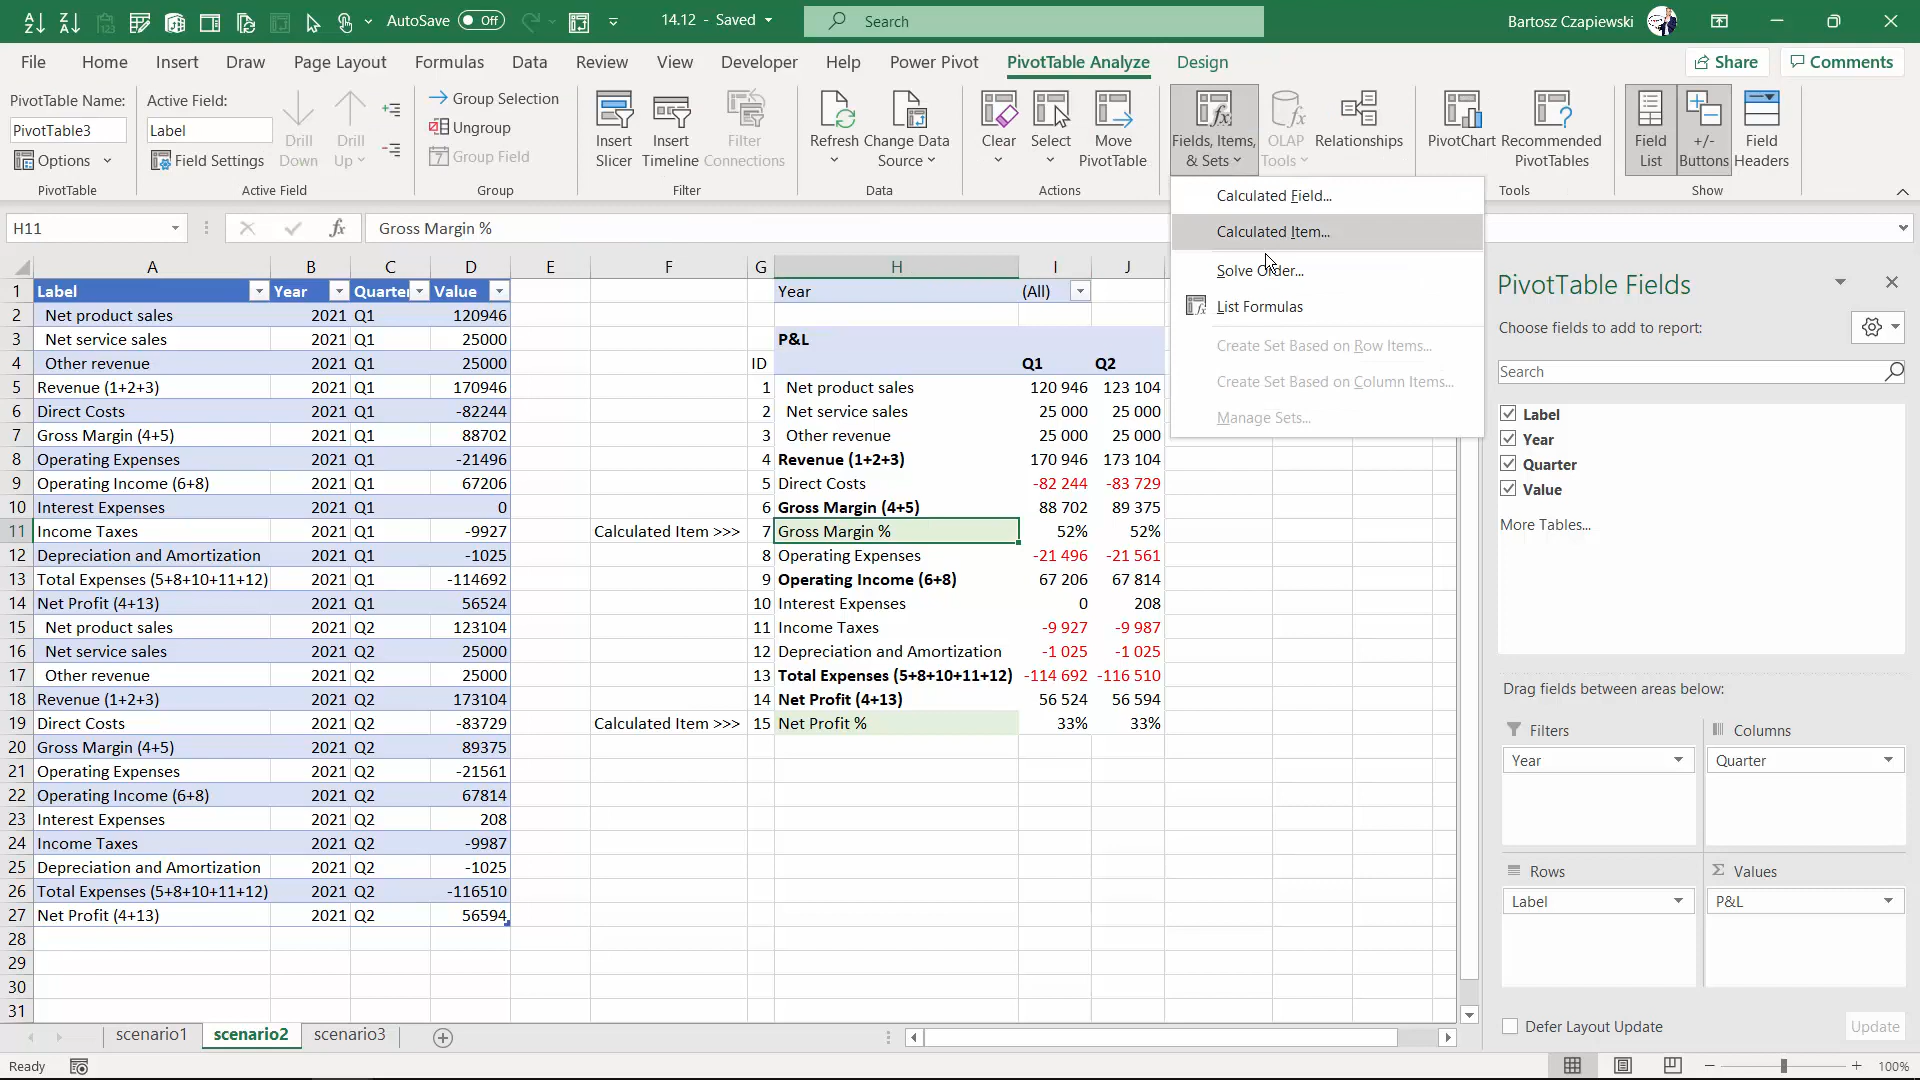 AutoSave Off 14.12 - Saved Search Bartosz Czapiewski
File Home Insert Draw Page Layout Formulas Data Review View Developer Help Power Pivot PivotTable Analyze Design Share Comments
PivotTable Name:
PivotTable3
Options
PivotTable
Active Field:
Label
Field Settings
Drill Down
Drill Up
Active Field
Group Selection
Ungroup
Group Field
Group
Insert Slicer
Insert Timeline
Filter Connections
Filter
Refresh
Change Data Source
Data
Clear
Select
Move PivotTable
Actions
Fields, Items, & Sets
OLAP Tools
Relationships
PivotChart
Recommended PivotTables
Tools
Field List
+/- Buttons
Field Headers
Show
Calculated Field...
Calculated Item...
Solve Order...
List Formulas
Create Set Based on Row Items...
Create Set Based on Column Items...
Manage Sets...
H11 fx Gross Margin %
A B C D E F G H I J
1 Label Year Quarter Value Year (All)
2 Net product sales 2021 Q1 120946
3 Net service sales 2021 Q1 25000 P&L
4 Other revenue 2021 Q1 25000 ID Q1 Q2
5 Revenue (1+2+3) 2021 Q1 170946 1 Net product sales 120 946 123 104
6 Direct Costs 2021 Q1 -82244 2 Net service sales 25 000 25 000
7 Gross Margin (4+5) 2021 Q1 88702 3 Other revenue 25 000 25 000
8 Operating Expenses 2021 Q1 -21496 4 Revenue (1+2+3) 170 946 173 104
9 Operating Income (6+8) 2021 Q1 67206 5 Direct Costs -82 244 -83 729
10 Interest Expenses 2021 Q1 0 6 Gross Margin (4+5) 88 702 89 375
11 Income Taxes 2021 Q1 -9927 Calculated Item >>> 7 Gross Margin % 52% 52%
12 Depreciation and Amortization 2021 Q1 -1025 8 Operating Expenses -21 496 -21 561
13 Total Expenses (5+8+10+11+12) 2021 Q1 -114692 9 Operating Income (6+8) 67 206 67 814
14 Net Profit (4+13) 2021 Q1 56524 10 Interest Expenses 0 208
15 Net product sales 2021 Q2 123104 11 Income Taxes -9 927 -9 987
16 Net service sales 2021 Q2 25000 12 Depreciation and Amortization -1 025 -1 025
17 Other revenue 2021 Q2 25000 13 Total Expenses (5+8+10+11+12) -114 692 -116 510
18 Revenue (1+2+3) 2021 Q2 173104 14 Net Profit (4+13) 56 524 56 594
19 Direct Costs 2021 Q2 -83729 Calculated Item >>> 15 Net Profit % 33% 33%
20 Gross Margin (4+5) 2021 Q2 89375
21 Operating Expenses 2021 Q2 -21561
22 Operating Income (6+8) 2021 Q2 67814
23 Interest Expenses 2021 Q2 208
24 Income Taxes 2021 Q2 -9987
25 Depreciation and Amortization 2021 Q2 -1025
26 Total Expenses (5+8+10+11+12) 2021 Q2 -116510
27 Net Profit (4+13) 2021 Q2 56594
28
29
30
31
PivotTable Fields
Choose fields to add to report:
Search
Label
Year
Quarter
Value
More Tables...
Drag fields between areas below:
Filters Columns
Year Quarter
Rows Values
Label P&L
Defer Layout Update Update
scenario1 scenario2 scenario3
Ready 100%